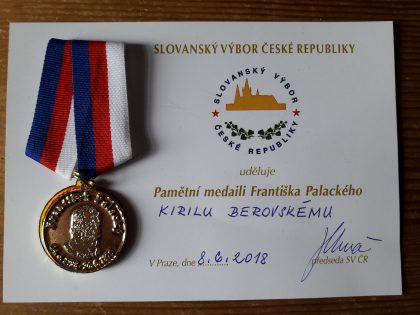 SLOVANSKÝ VÝBOR ČESKÉ REPUBLIKY
SLOVANSKÝ VÝBOR
ČESKÉ REPUBLIKY
uděluje
Pamětní medaili Františka Palackého
KIRILU BEROVSKÉMU
V Praze, dne 8.6.2018
předseda SV ČR